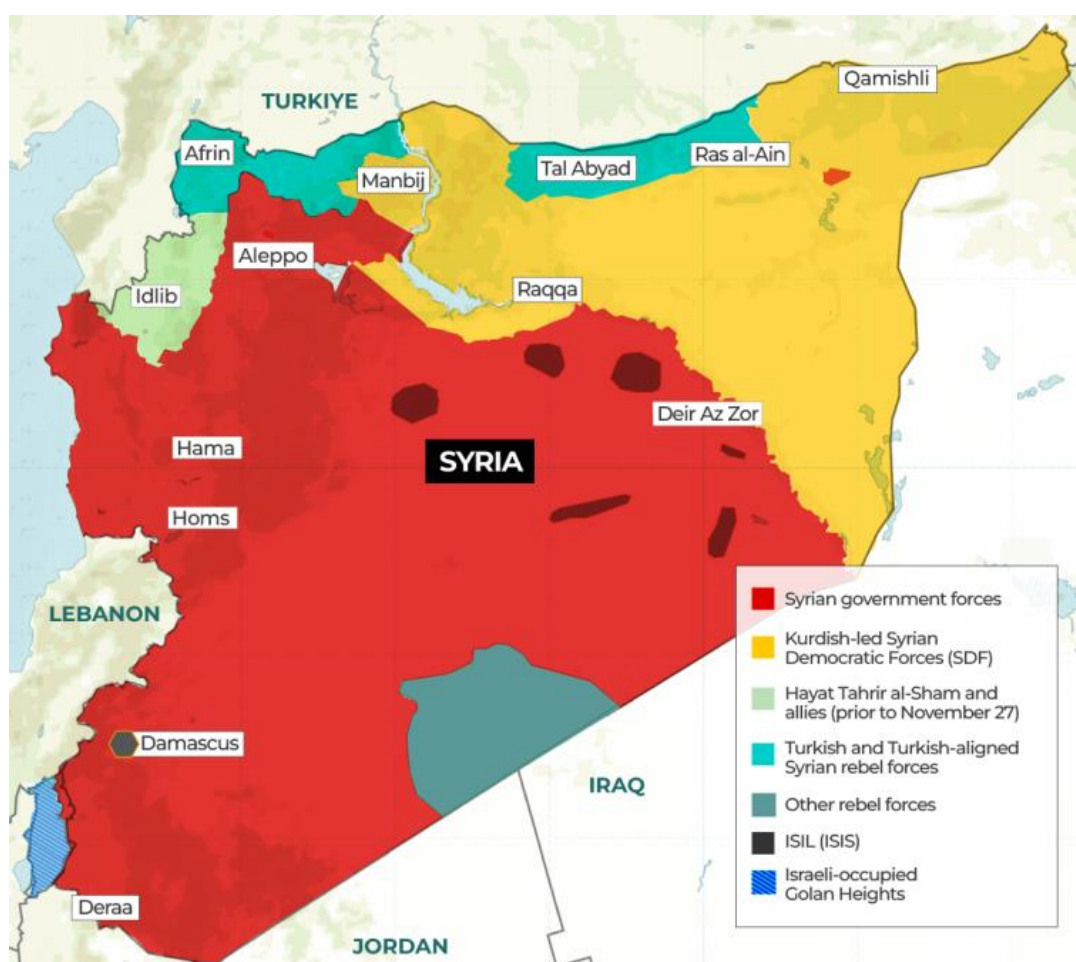 TURKIYE
Qamishli
Afrin
Manbij
Tal Abyad
Ras al-Ain
Aleppo
Idlib
Raqqa
Deir Az Zor
Hama
SYRIA
Homs
LEBANON
Damascus
IRAQ
Deraa
JORDAN
Syrian government forces
Kurdish-led Syrian
Democratic Forces (SDF)
Hayat Tahrir al-Sham and
allies (prior to November 27)
Turkish and Turkish-aligned
Syrian rebel forces
Other rebel forces
ISIL (ISIS)
Israeli-occupied
Golan Heights